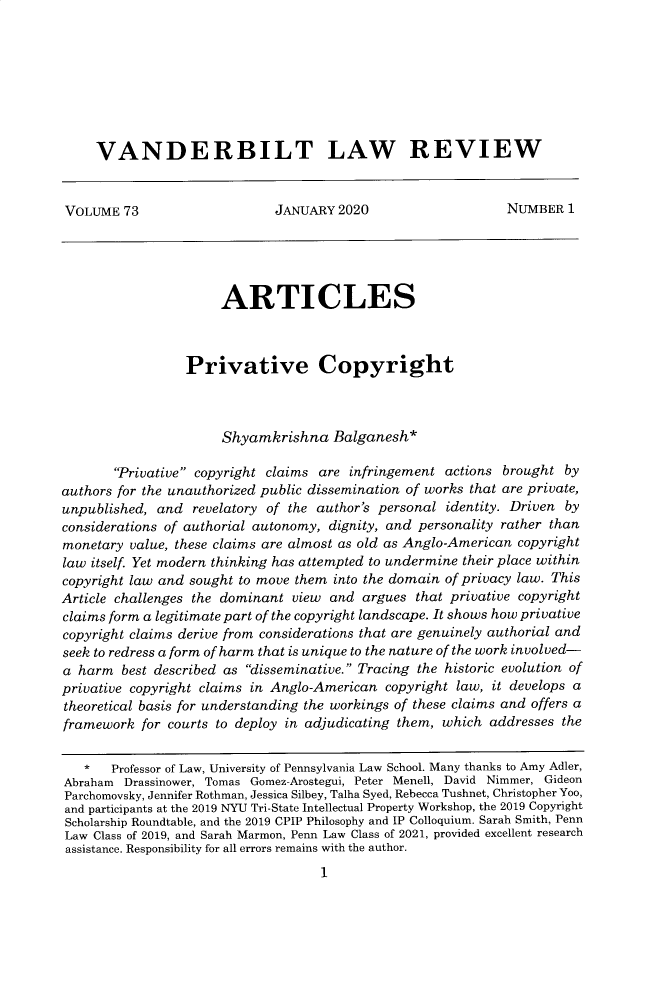 VANDERBILT LAW REVIEW
VOLUME 73 JANUARY 2020 NUMBER 1
ARTICLES
Privative Copyright
Shyamkrishna Balganesh*
"Privative" copyright claims are infringement actions brought by
authors for the unauthorized public dissemination of works that are private,
unpublished, and revelatory of the author's personal identity. Driven by
considerations of authorial autonomy, dignity, and personality rather than
monetary value, these claims are almost as old as Anglo-American copyright
law itself. Yet modern thinking has attempted to undermine their place within
copyright law and sought to move them into the domain of privacy law. This
Article challenges the dominant view and argues that privative copyright
claims form a legitimate part of the copyright landscape. It shows how privative
copyright claims derive from considerations that are genuinely authorial and
seek to redress a form of harm that is unique to the nature of the work involved—
a harm best described as "disseminative." Tracing the historic evolution of
privative copyright claims in Anglo-American copyright law, it develops a
theoretical basis for understanding the workings of these claims and offers a
framework for courts to deploy in adjudicating them, which addresses the
* Professor of Law, University of Pennsylvania Law School. Many thanks to Amy Adler,
Abraham Drassinower, Tomas Gomez-Arostegui, Peter Menell, David Nimmer, Gideon
Parchomovsky, Jennifer Rothman, Jessica Silbey, Talha Syed, Rebecca Tushnet, Christopher Yoo,
and participants at the 2019 NYU Tri-State Intellectual Property Workshop, the 2019 Copyright
Scholarship Roundtable, and the 2019 CPIP Philosophy and IP Colloquium. Sarah Smith, Penn
Law Class of 2019, and Sarah Marmon, Penn Law Class of 2021, provided excellent research
assistance. Responsibility for all errors remains with the author.
1